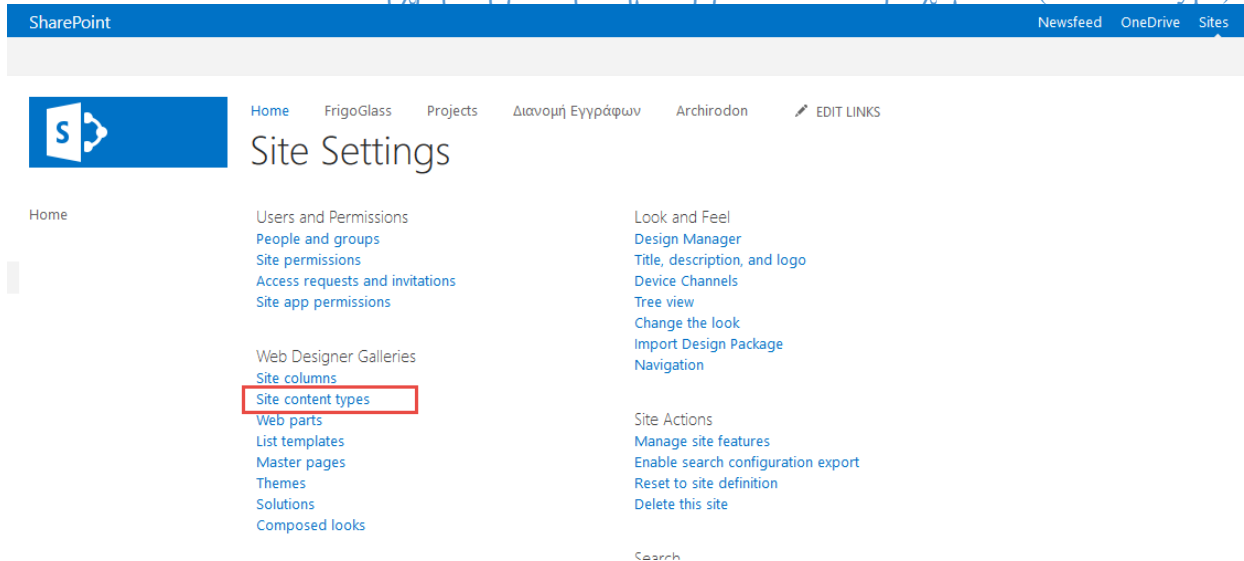 SharePoint
Newsfeed OneDrive Sites
Home FrigoGlass Projects Διανομή Εγγράφων Archirodon EDIT LINKS
Site Settings
Home
Users and Permissions
People and groups
Site permissions
Access requests and invitations
Site app permissions
Web Designer Galleries
Site columns
Site content types
Web parts
List templates
Master pages
Themes
Solutions
Composed looks
Look and Feel
Design Manager
Title, description, and logo
Device Channels
Tree view
Change the look
Import Design Package
Navigation
Site Actions
Manage site features
Enable search configuration export
Reset to site definition
Delete this site
Search